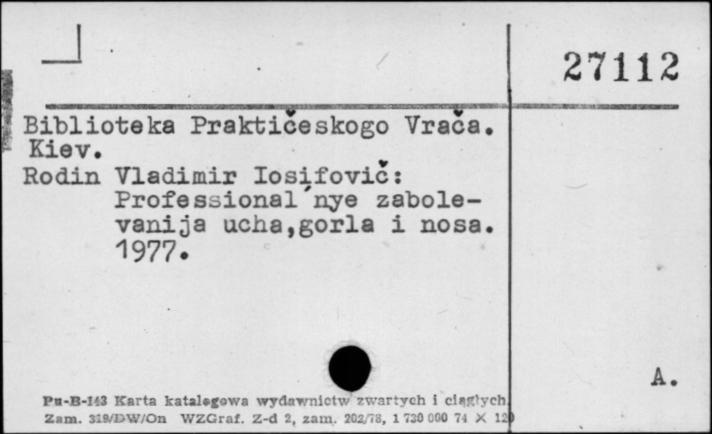 27112
Biblioteka Praktičeskogo Vrača.
Kiev.
Rodin Vladimir Iosifovič:
Professional'nye zabole-
vanija ucha,gorla i nosa.
1977.
A.
Pu-B-143 Karta katalogowa wydawnictw zwartych i ciągłych
Zam. 319/DW/On WZGraf. Z-d 2, zam. 202/78, 1 730 000 74 X 120